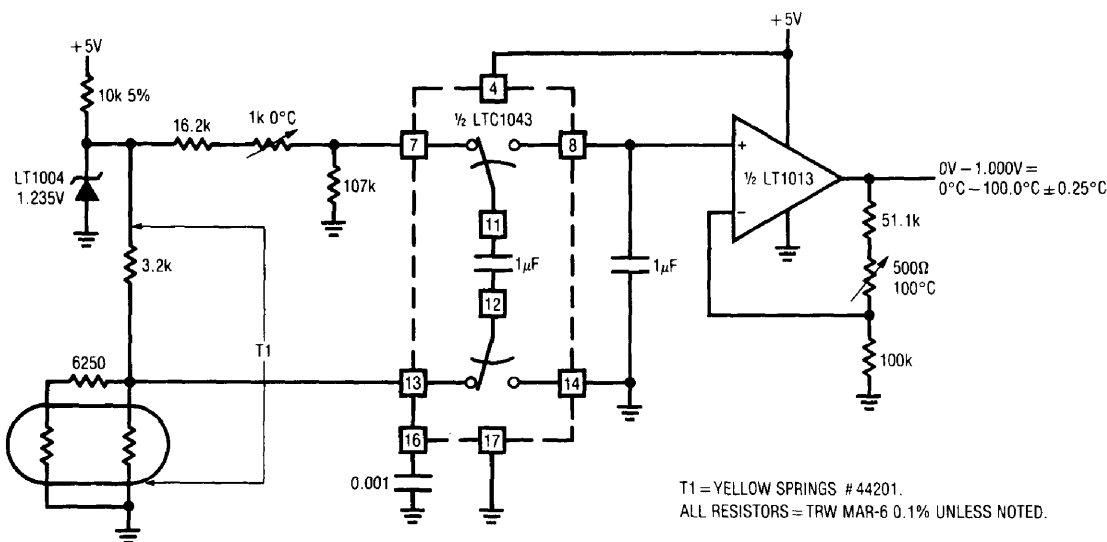 +5V
10k 5%
16.2k
1k 0°C
LT1004
1.235V
107k
3.2k
T1
6250
4
½ LTC1043
7
8
11
1µF
12
13
14
16
17
0.001
1µF
+5V
+
½ LT1013
−
0V–1.000V =
0°C–100.0°C ± 0.25°C
51.1k
500Ω
100°C
100k
T1 = YELLOW SPRINGS #44201.
ALL RESISTORS = TRW MAR-6 0.1% UNLESS NOTED.